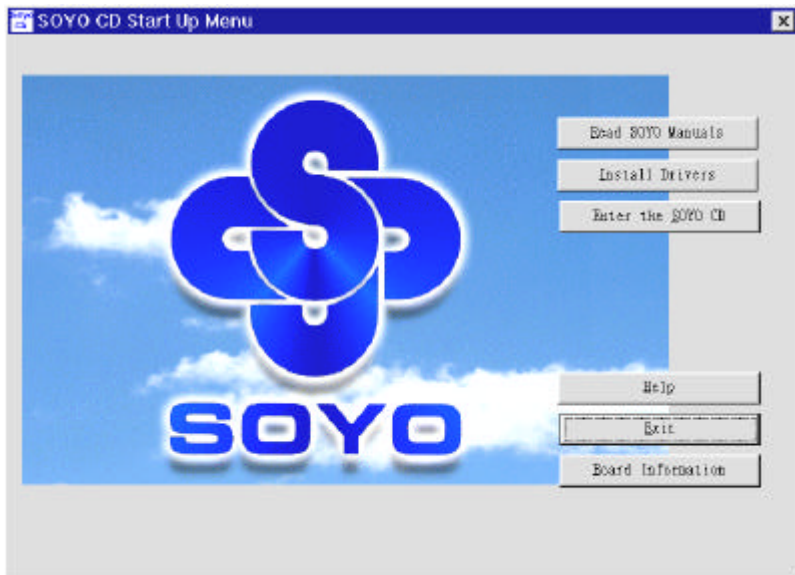 SOYO CD Start Up Menu
Read SOYO Manuals
Install Drivers
Enter the SOYO CD
SOYO
Help
Exit
Board Information